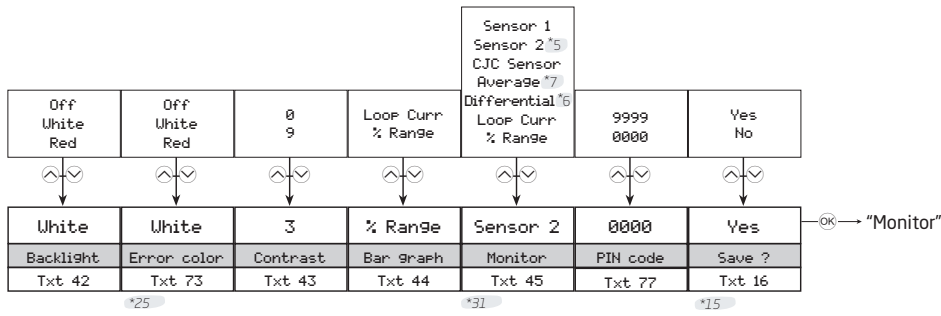 Sensor 1
Sensor 2 *5
CJC Sensor
Average *7
Differential *6
Loop Curr
% Range
Off
White
Red
Off
White
Red
0
9
Loop Curr
% Range
9999
0000
Yes
No
White White 3 % Range Sensor 2 0000 Yes OK "Monitor"
Backlight Error color Contrast Bar graph Monitor PIN code Save ?
Txt 42 Txt 73 Txt 43 Txt 44 Txt 45 Txt 77 Txt 16
*25 *31 *15